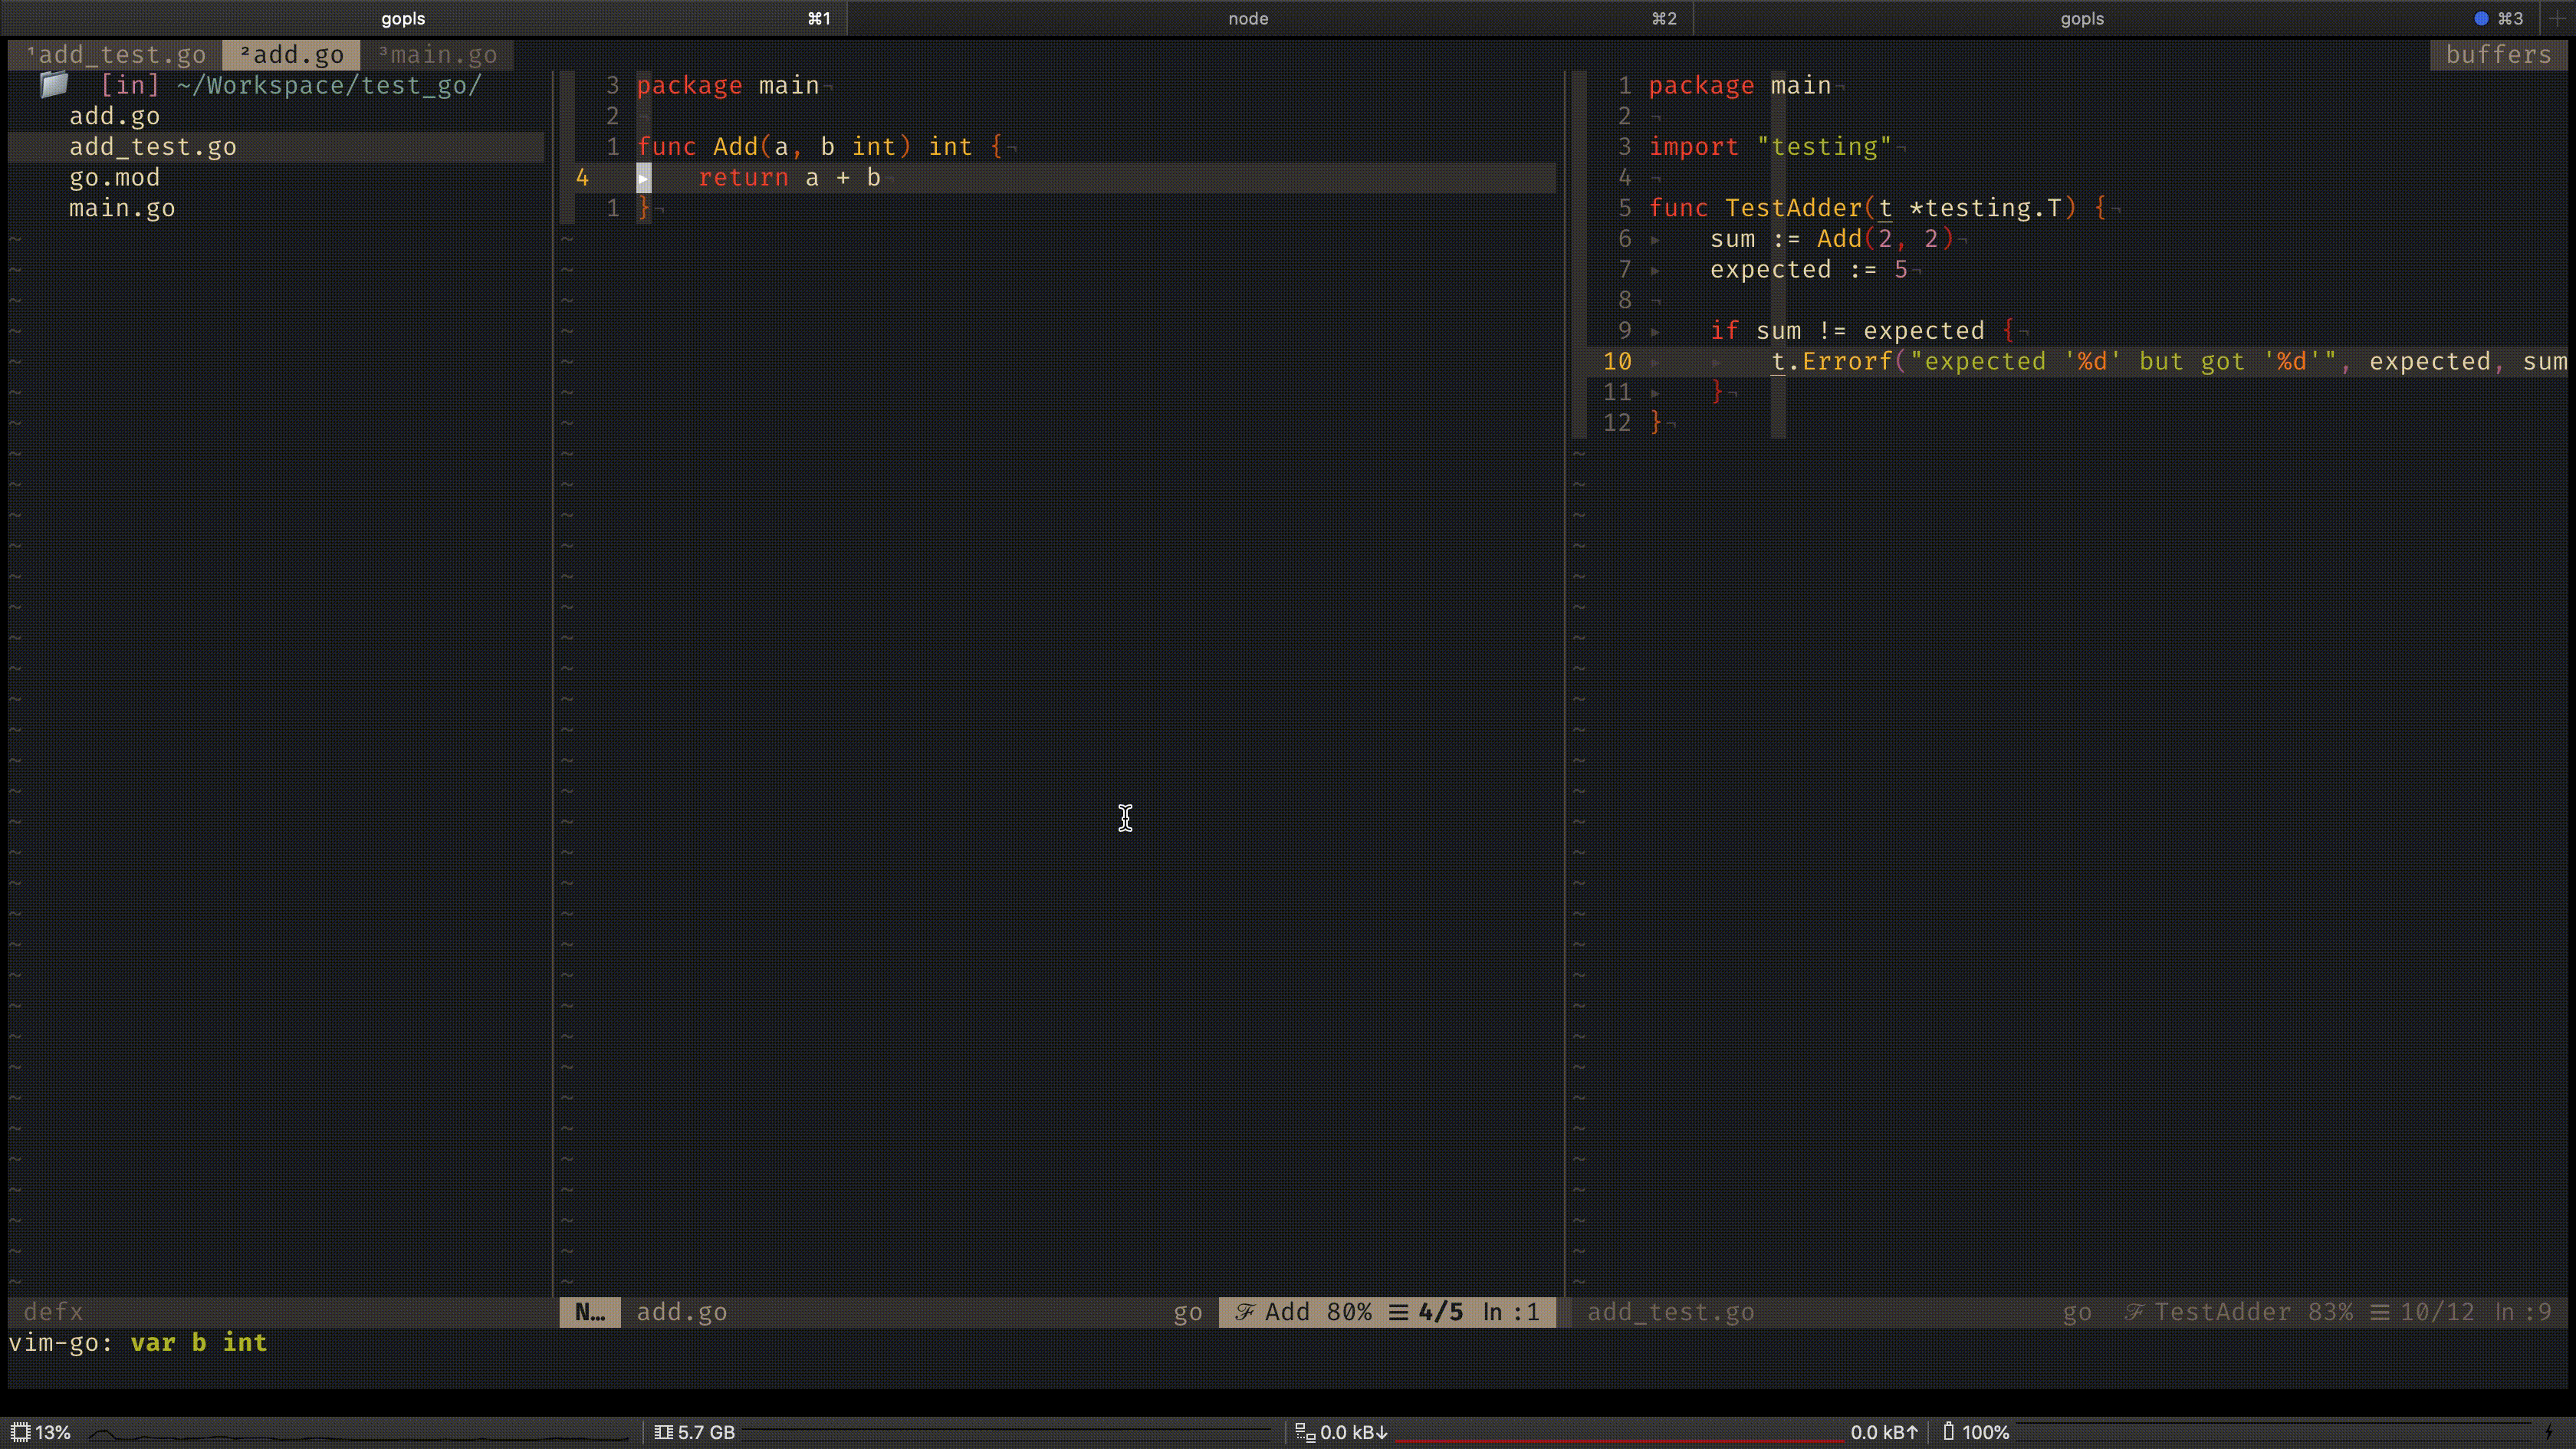 gopls ⌘1 node ⌘2 gopls ⌘3
¹add_test.go ²add.go ³main.go buffers
[in] ~/Workspace/test_go/
add.go
add_test.go
go.mod
main.go
3 package main¬
2 ¬
1 func Add(a, b int) int {¬
4 ▸   return a + b¬
1 }¬
1 package main¬
2 ¬
3 import "testing"¬
4 ¬
5 func TestAdder(t *testing.T) {¬
6 ▸   sum := Add(2, 2)¬
7 ▸   expected := 5¬
8 ¬
9 ▸   if sum != expected {¬
10 ▸   ▸   t.Errorf("expected '%d' but got '%d'", expected, sum
11 ▸   }¬
12 }¬
defx
N… add.go go ℱ Add 80% ☰ 4/5 ln :1
add_test.go go ℱ TestAdder 83% ☰ 10/12 ln :9
vim-go: var b int
13% 5.7 GB 0.0 kB↓ 0.0 kB↑ 100%